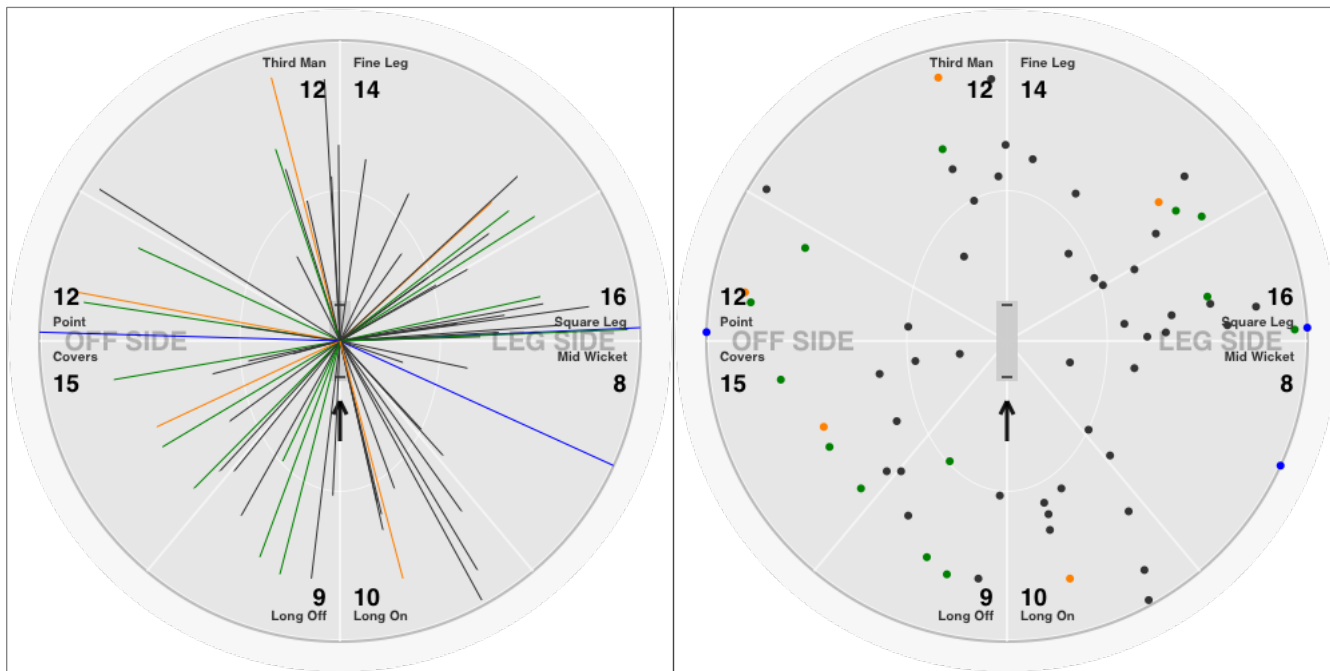 Third Man
Fine Leg
12
14
12
16
Point
Square Leg
OFF SIDE
LEG SIDE
Covers
Mid Wicket
15
8
9
10
Long Off
Long On
Third Man
Fine Leg
12
14
12
16
Point
Square Leg
OFF SIDE
LEG SIDE
Covers
Mid Wicket
15
8
9
10
Long Off
Long On